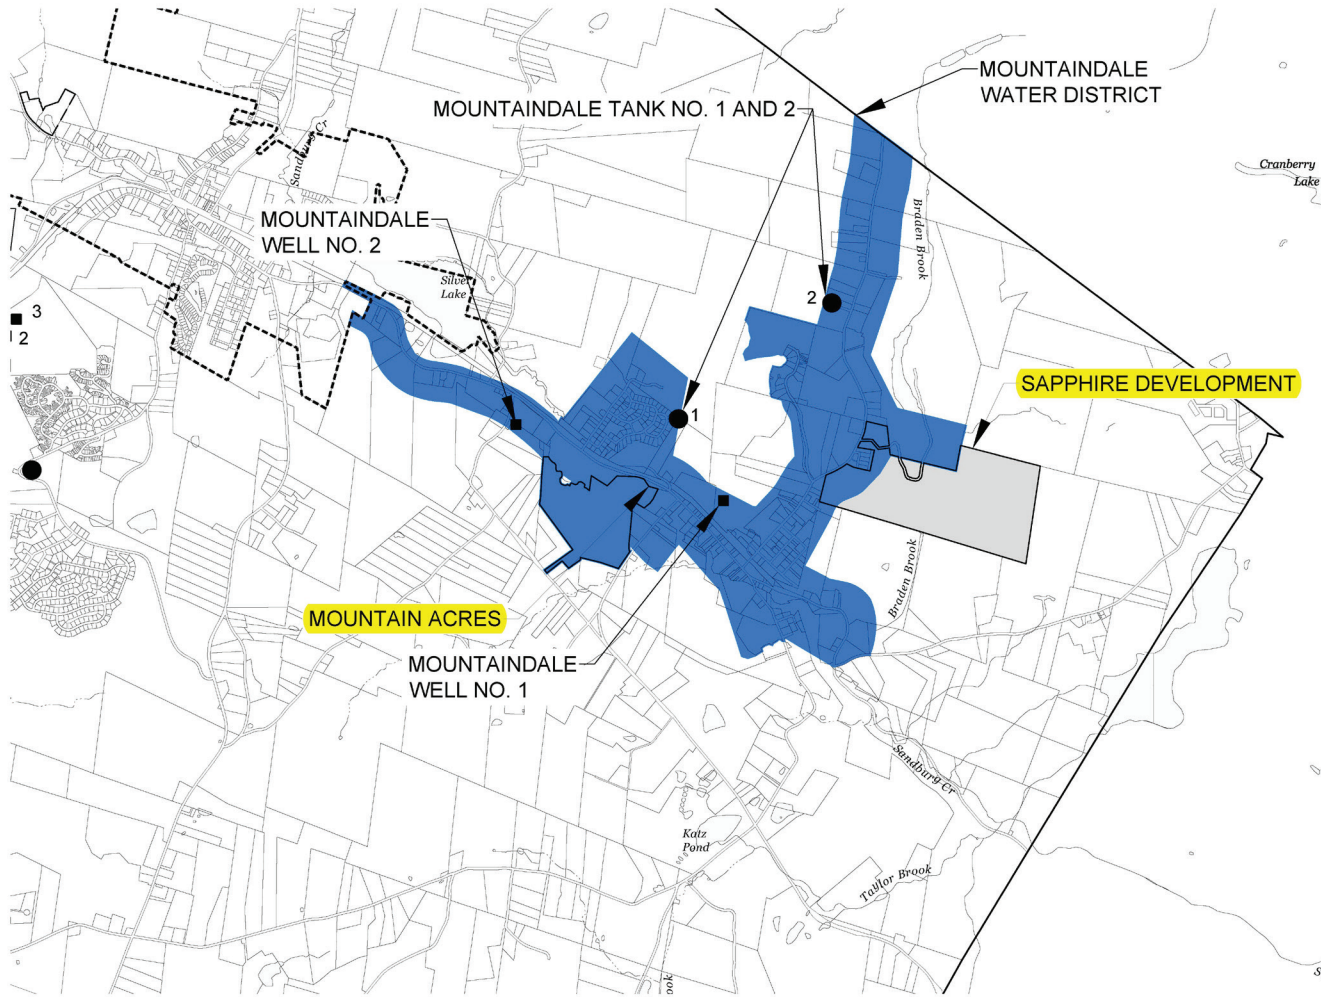 MOUNTAINDALE
WATER DISTRICT
MOUNTAINDALE TANK NO. 1 AND 2
Sandburg Cr
Cranberry
Lake
MOUNTAINDALE
WELL NO. 2
Braden Brook
Silver
Lake
2
3
2
SAPPHIRE DEVELOPMENT
1
Braden Brook
MOUNTAIN ACRES
MOUNTAINDALE
WELL NO. 1
Sandburg Cr
Katz
Pond
Taylor Brook
ook
S